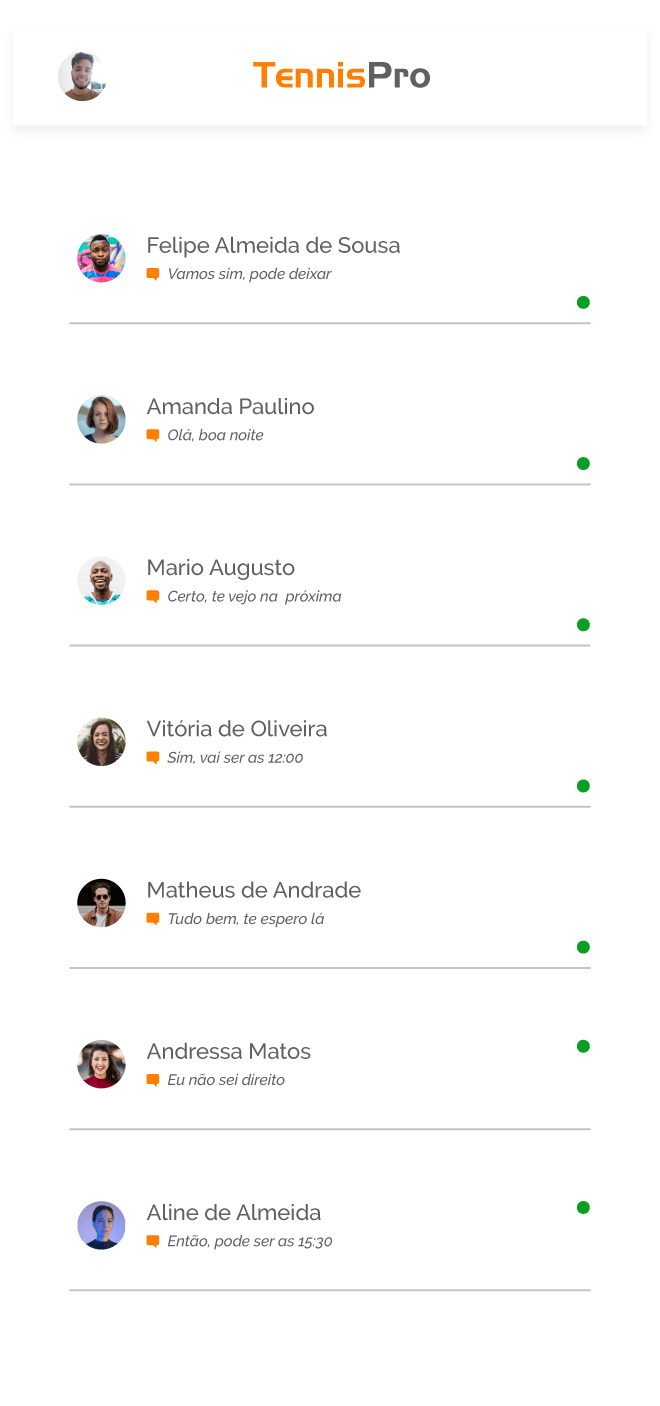 TennisPro
Felipe Almeida de Sousa
Vamos sim, pode deixar
Amanda Paulino
Olá, boa noite
Mario Augusto
Certo, te vejo na  próxima
Vitória de Oliveira
Sim, vai ser as 12:00
Matheus de Andrade
Tudo bem, te espero lá
Andressa Matos
Eu não sei direito
Aline de Almeida
Então, pode ser as 15:30